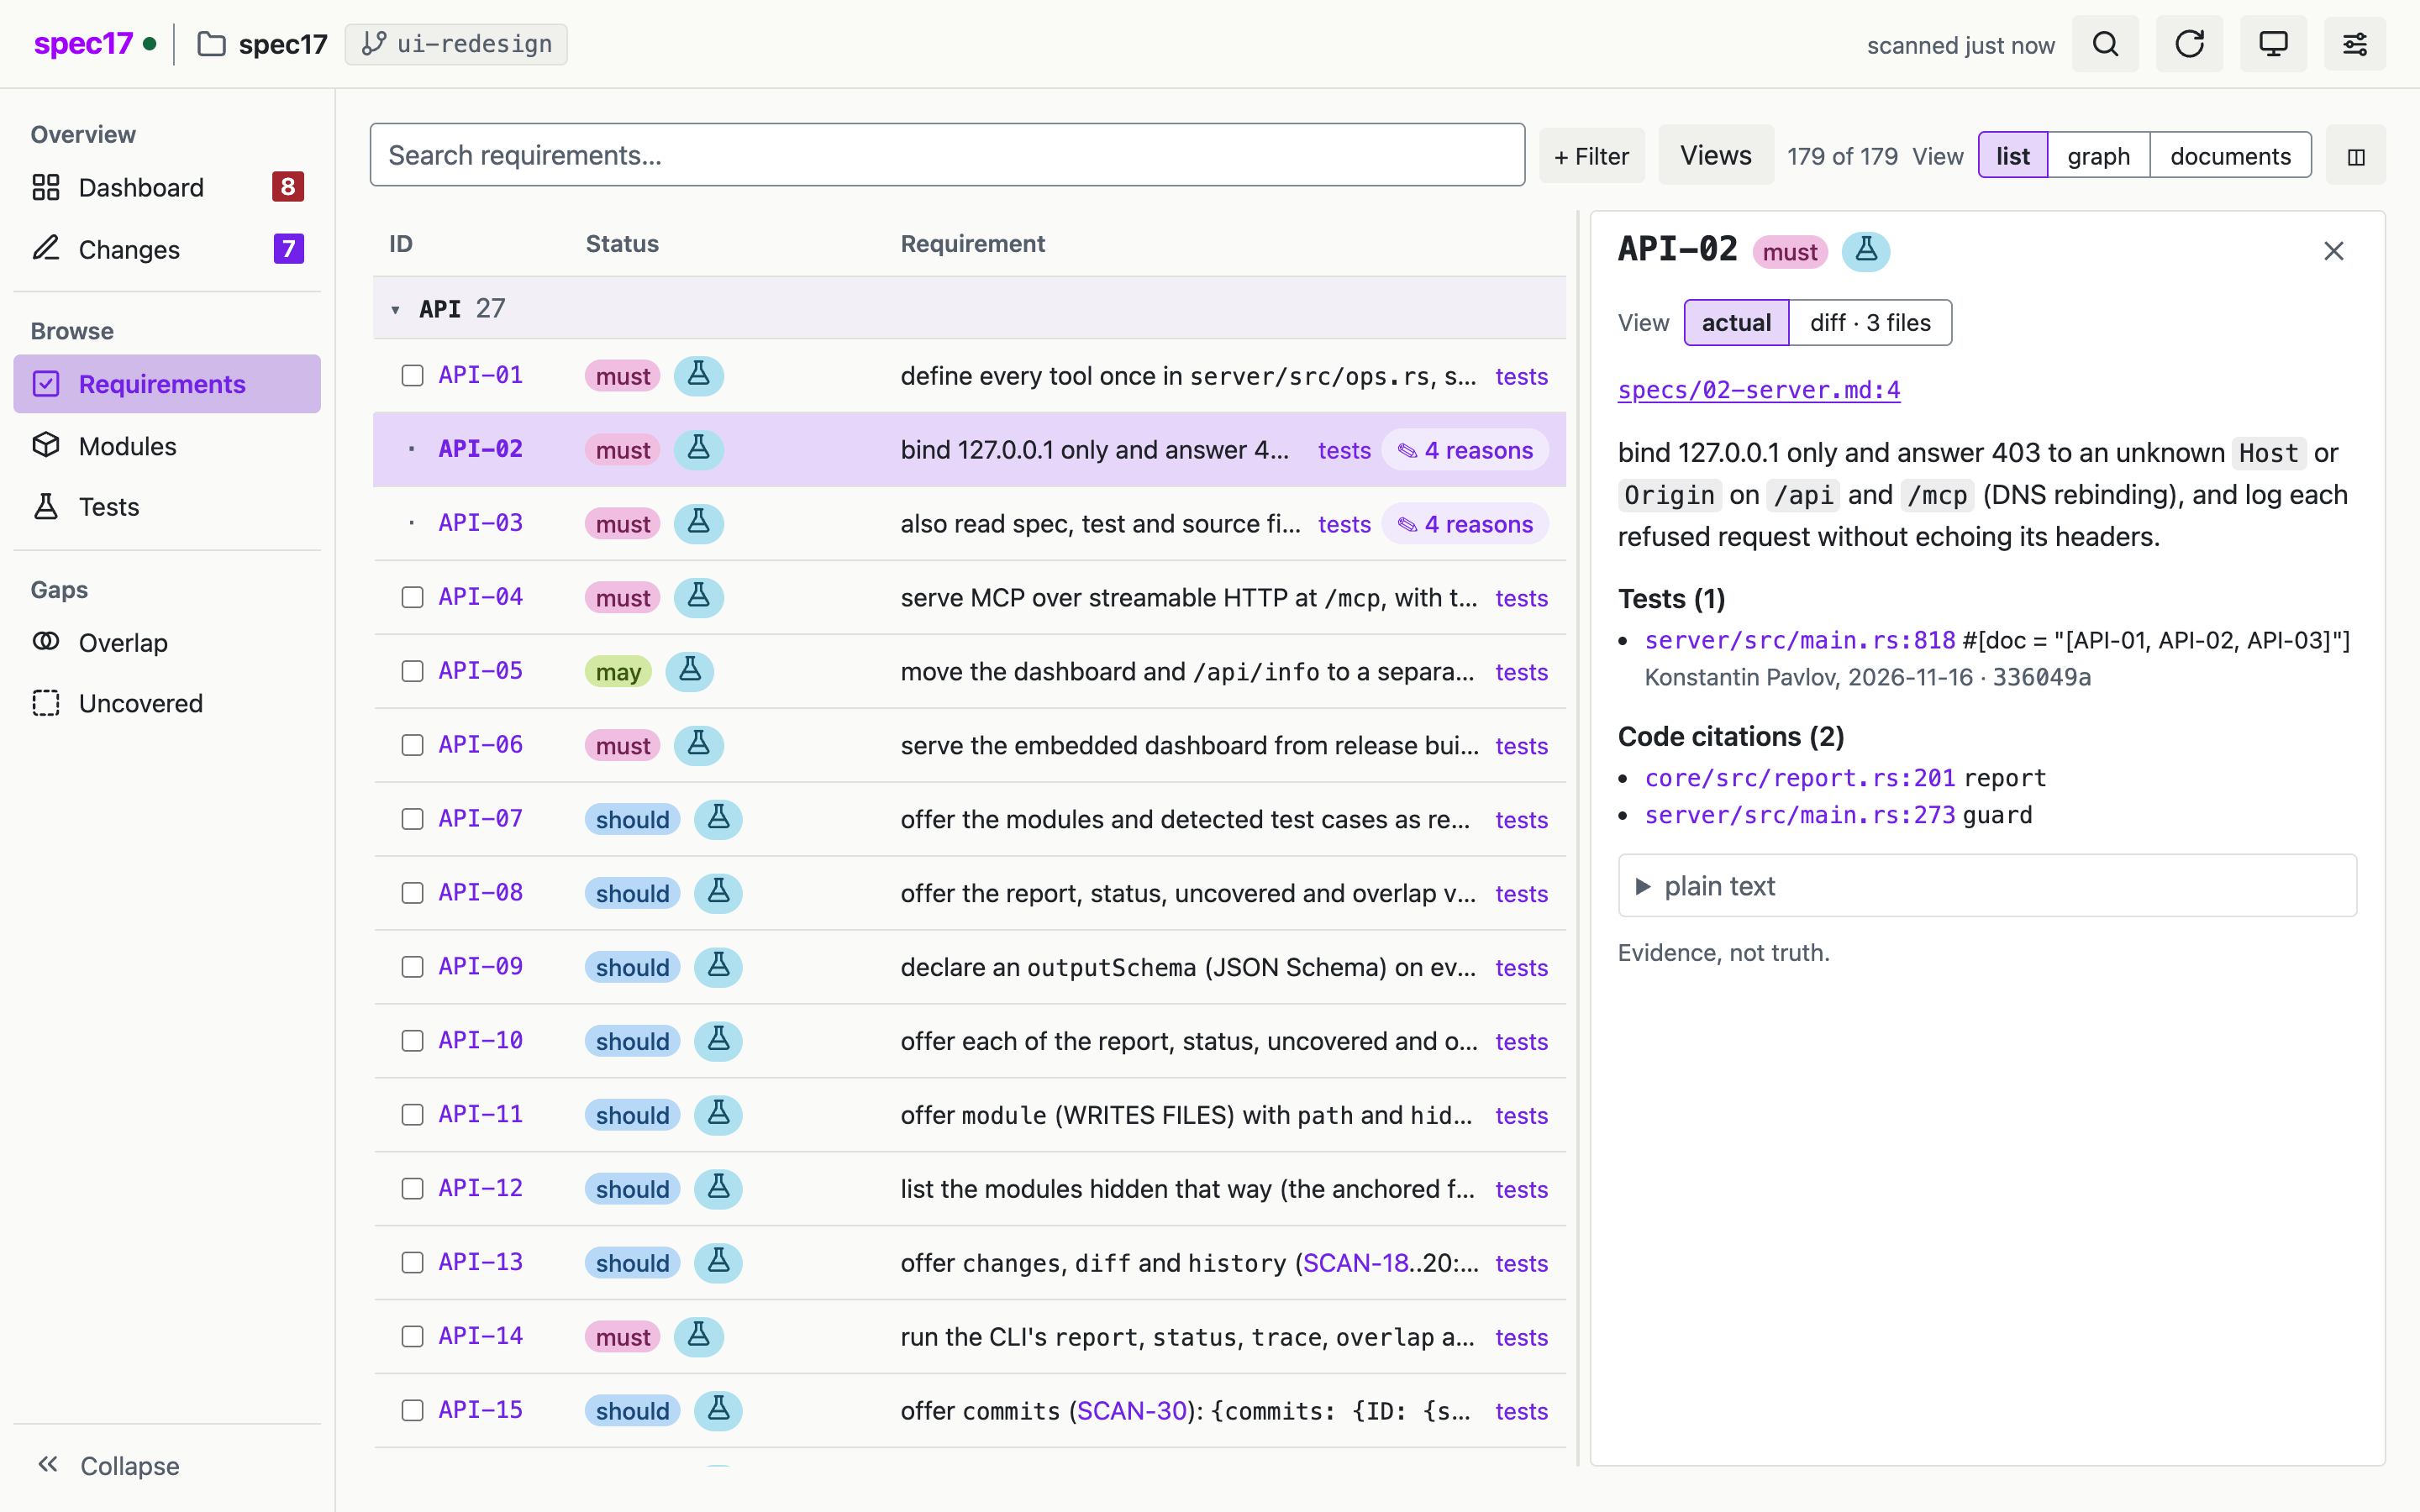 spec17
spec17
ui-redesign
scanned just now
Overview
Dashboard 8
Changes 7
Browse
Requirements
Modules
Tests
Gaps
Overlap
Uncovered
Collapse
Search requirements...
+ Filter
Views
179 of 179
View
list
graph
documents
ID Status Requirement
▾ API 27
API-01 must define every tool once in server/src/ops.rs, s... tests
· API-02 must bind 127.0.0.1 only and answer 4... tests ✎ 4 reasons
· API-03 must also read spec, test and source fi... tests ✎ 4 reasons
API-04 must serve MCP over streamable HTTP at /mcp, with t... tests
API-05 may move the dashboard and /api/info to a separa... tests
API-06 must serve the embedded dashboard from release bui... tests
API-07 should offer the modules and detected test cases as re... tests
API-08 should offer the report, status, uncovered and overlap v... tests
API-09 should declare an outputSchema (JSON Schema) on ev... tests
API-10 should offer each of the report, status, uncovered and o... tests
API-11 should offer module (WRITES FILES) with path and hid... tests
API-12 should list the modules hidden that way (the anchored f... tests
API-13 should offer changes, diff and history (SCAN-18..20:... tests
API-14 must run the CLI's report, status, trace, overlap a... tests
API-15 should offer commits (SCAN-30): {commits: {ID: {s... tests
API-02 must
View actual diff · 3 files
specs/02-server.md:4
bind 127.0.0.1 only and answer 403 to an unknown Host or
Origin on /api and /mcp (DNS rebinding), and log each
refused request without echoing its headers.
Tests (1)
• server/src/main.rs:818 #[doc = "[API-01, API-02, API-03]"]
Konstantin Pavlov, 2026-11-16 · 336049a
Code citations (2)
• core/src/report.rs:201 report
• server/src/main.rs:273 guard
▶ plain text
Evidence, not truth.